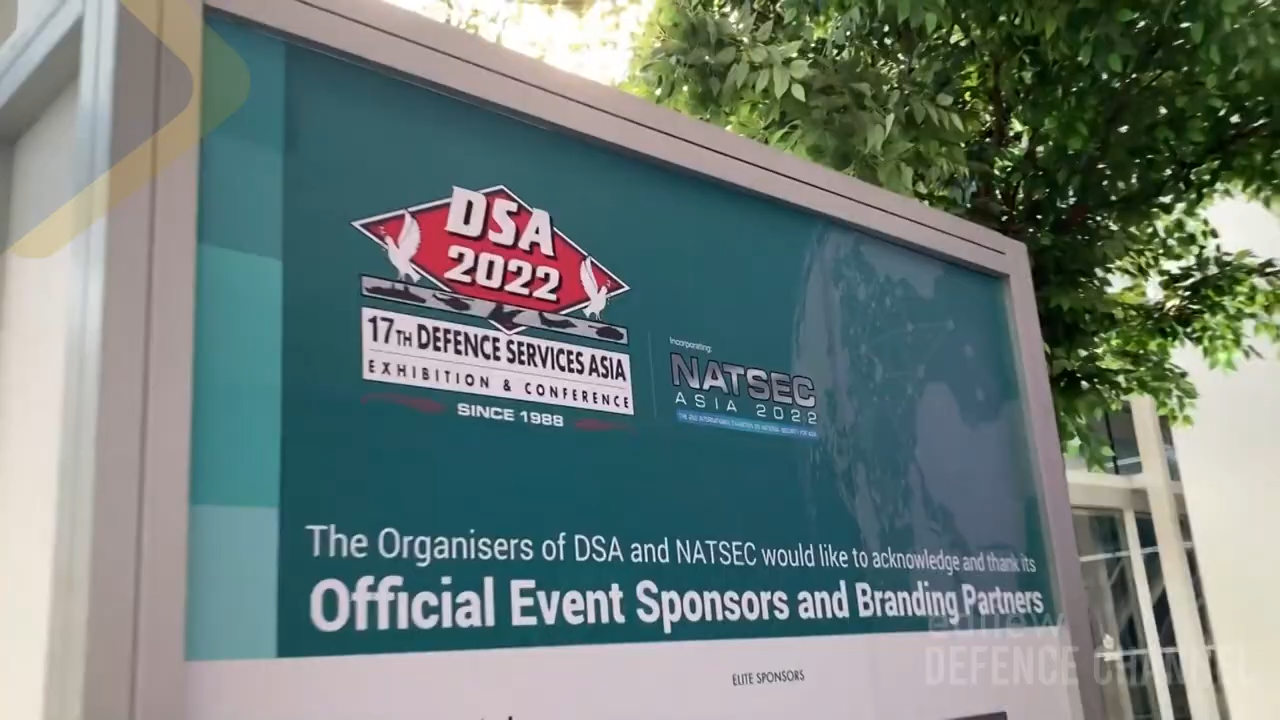 DSA
2022
17TH DEFENCE SERVICES ASIA
EXHIBITION & CONFERENCE
SINCE 1988
Incorporating:
NATSEC
ASIA 2022
The Organisers of DSA and NATSEC would like to acknowledge and thank its
Official Event Sponsors and Branding Partners
ELITE SPONSORS
DEFENCE CHANNEL